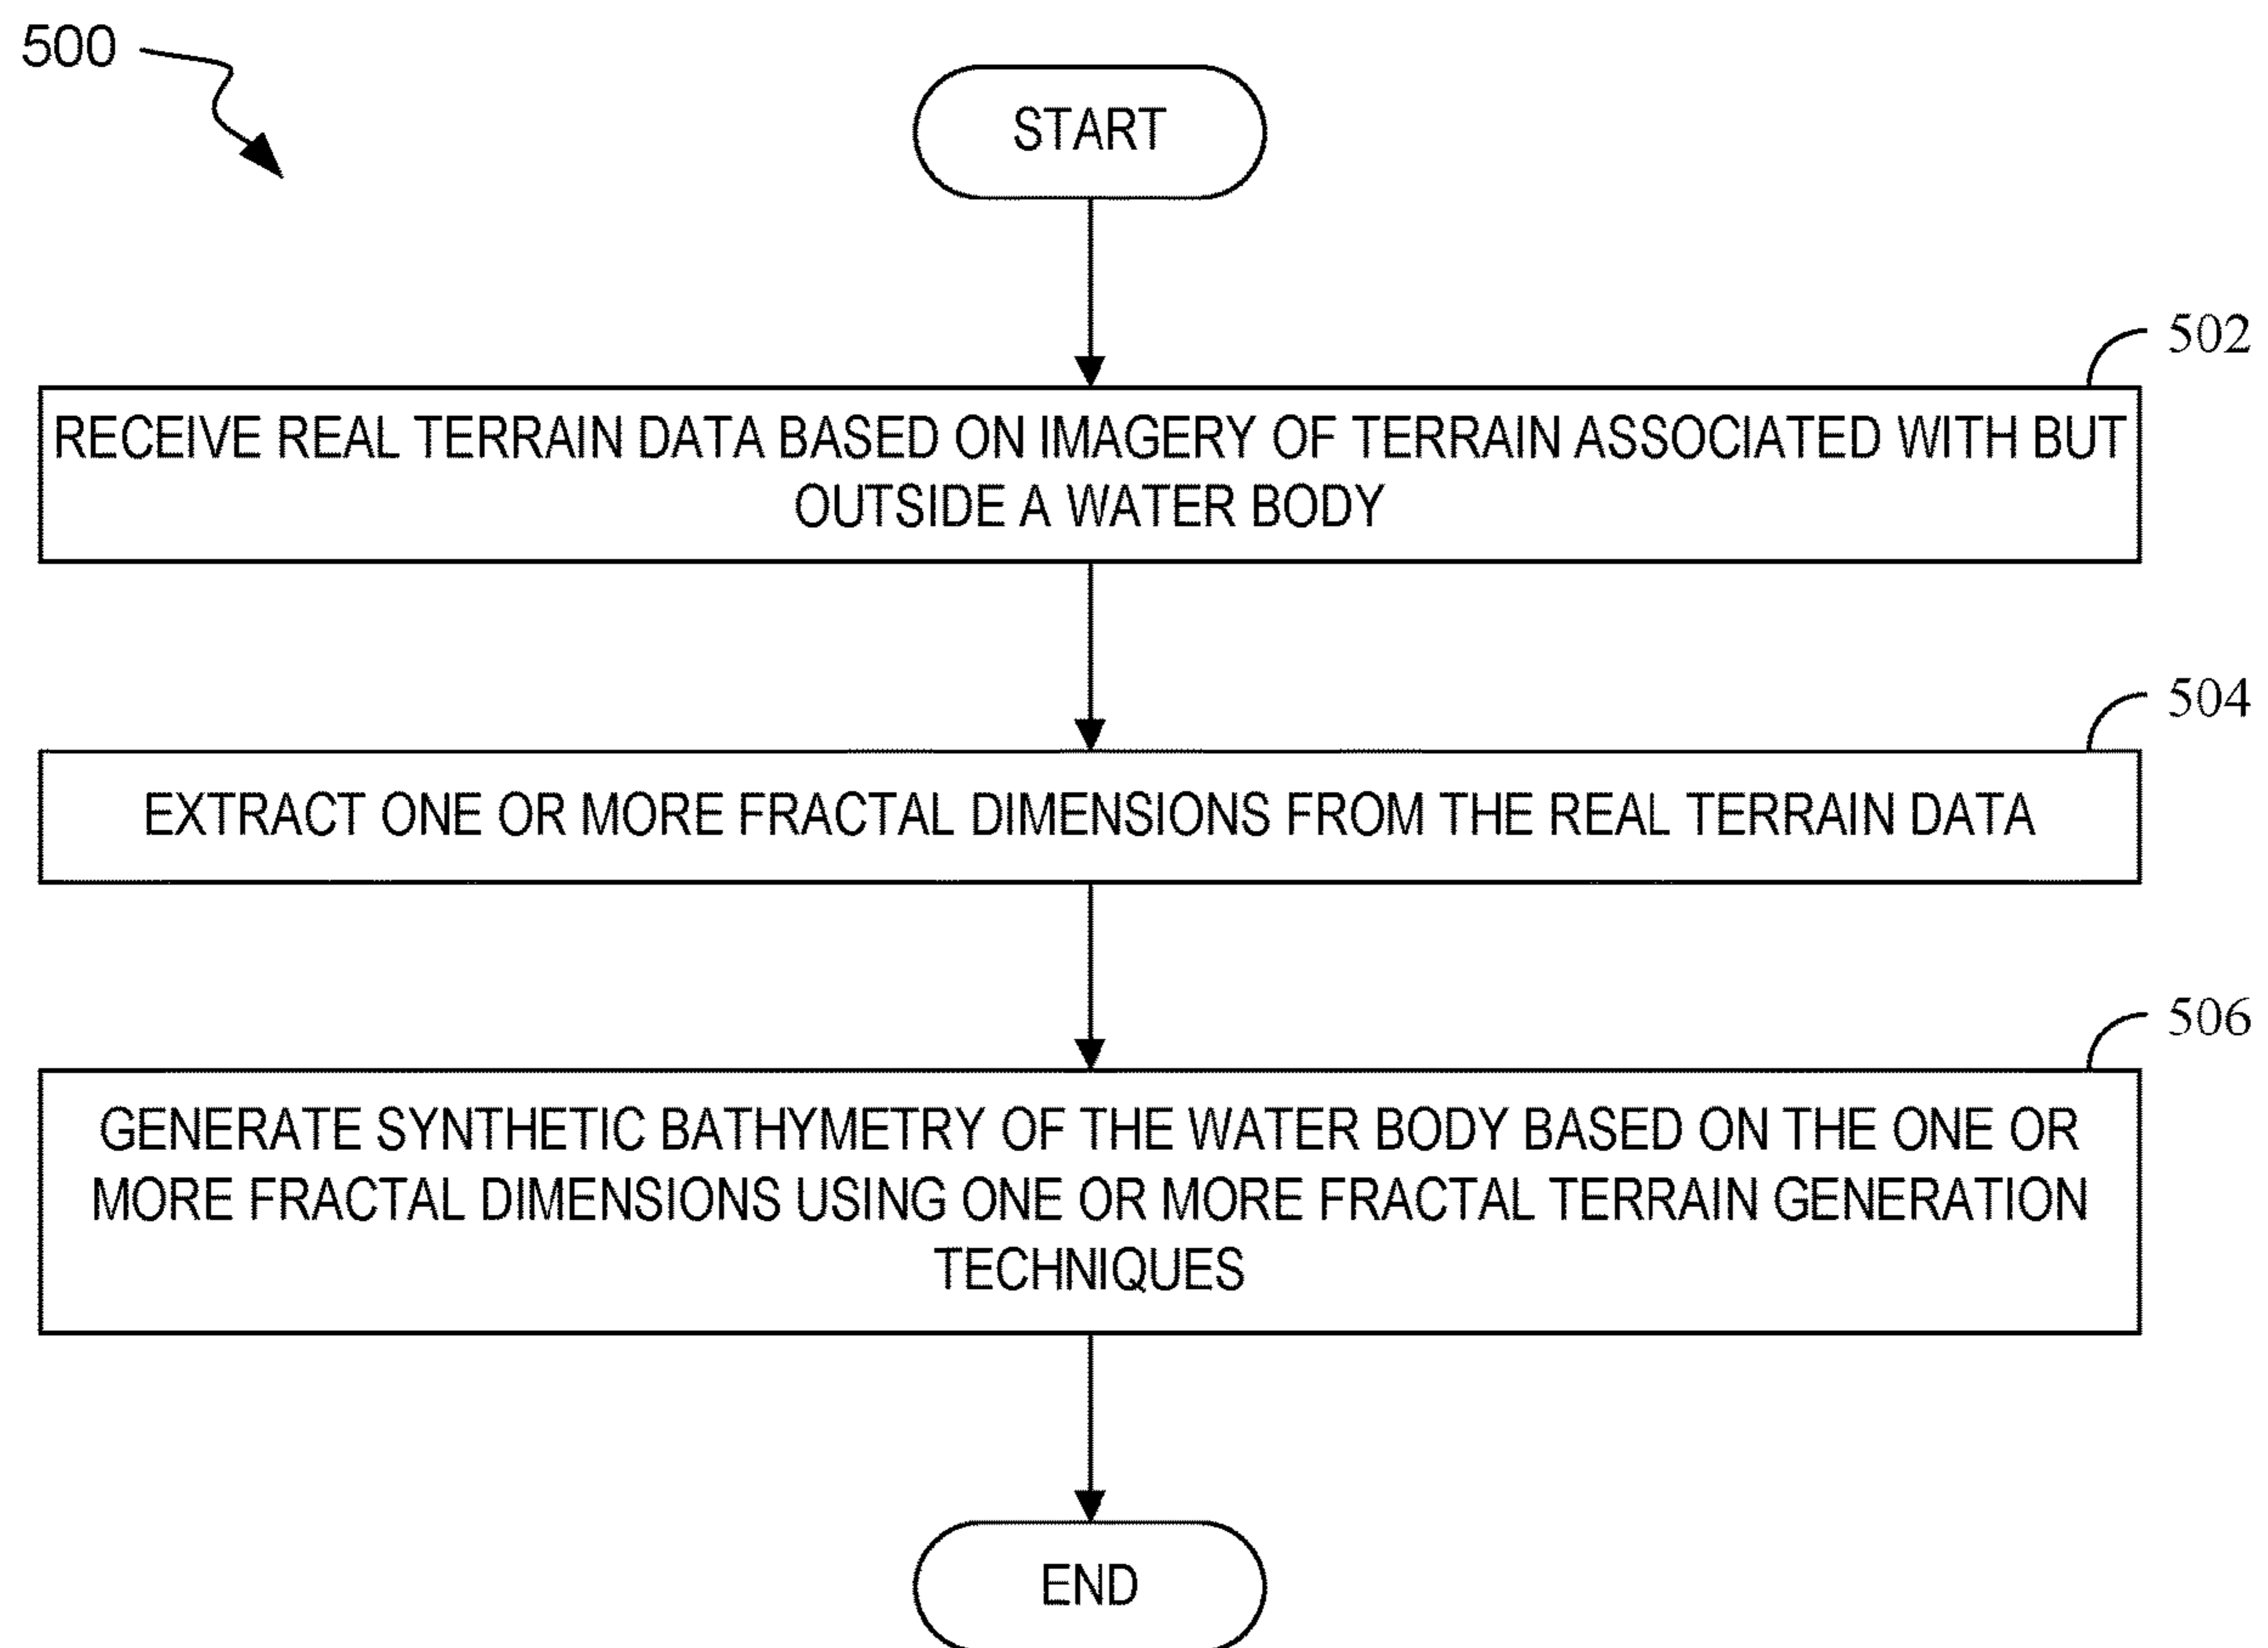 500
START
502
RECEIVE REAL TERRAIN DATA BASED ON IMAGERY OF TERRAIN ASSOCIATED WITH BUT
OUTSIDE A WATER BODY
504
EXTRACT ONE OR MORE FRACTAL DIMENSIONS FROM THE REAL TERRAIN DATA
506
GENERATE SYNTHETIC BATHYMETRY OF THE WATER BODY BASED ON THE ONE OR
MORE FRACTAL DIMENSIONS USING ONE OR MORE FRACTAL TERRAIN GENERATION
TECHNIQUES
END